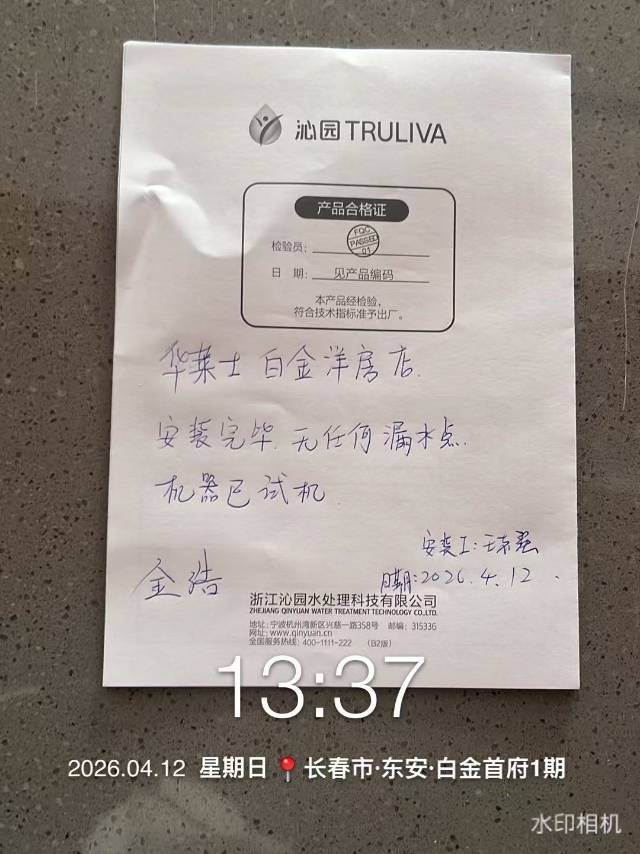 沁园 TRULIVA
产品合格证
检验员:
FQC
PASSED
01
日 期: 见产品编码
本产品经检验,
符合技术指标准予出厂。
华莱士 白金洋房店.
安装完毕. 无任何漏水点.
机器已试机
安装工: 王
日期: 2026.4.12.
金浩
浙江沁园水处理科技有限公司
ZHEJIANG QINYUAN WATER TREATMENT TECHNOLOGY CO.,LTD.
地址: 宁波杭州湾新区兴慈一路358号 邮编: 315336
网址: www.qinyuan.cn
全国服务热线: 400-1111-222 (B2版)
13:37
2026.04.12 星期日 长春市·东安·白金首府1期
水印相机